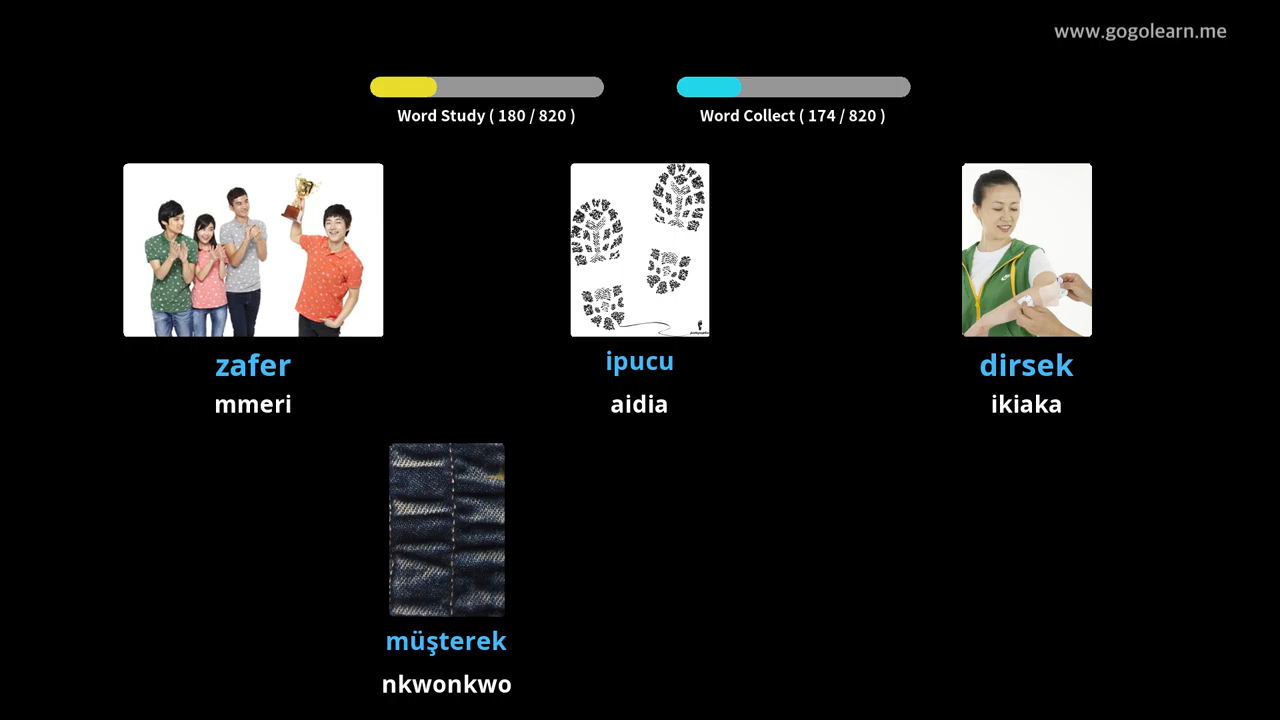 www.gogolearn.me
Word Study ( 180 / 820 )
Word Collect ( 174 / 820 )
zafer
ipucu
dirsek
mmeri
aidia
ikiaka
müşterek
nkwonkwo